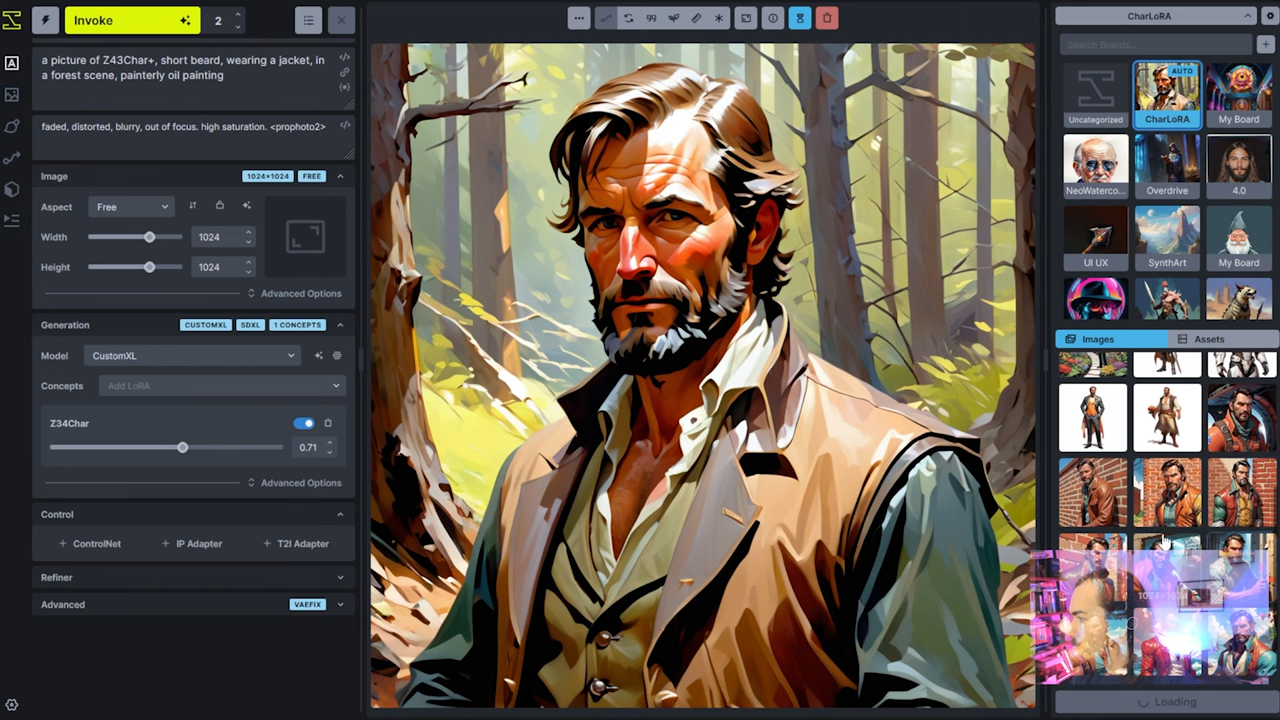 Invoke
2
CharLoRA
a picture of Z43Char+, short beard, wearing a jacket, in
a forest scene, painterly oil painting
faded, distorted, blurry, out of focus. high saturation. <prophoto2>
Image
1024×1024
FREE
Aspect
Free
Width
1024
Height
1024
Advanced Options
Generation
CUSTOMXL
SDXL
1 CONCEPTS
Model
CustomXL
Concepts
Add LoRA
Z34Char
0.71
Advanced Options
Control
+ ControlNet
+ IP Adapter
+ T2I Adapter
Refiner
Advanced
VAEFIX
Search Boards...
AUTO
Uncategorized
CharLoRA
My Board
NeoWaterco...
Overdrive
4.0
UI UX
SynthArt
My Board
Images
Assets
Loading